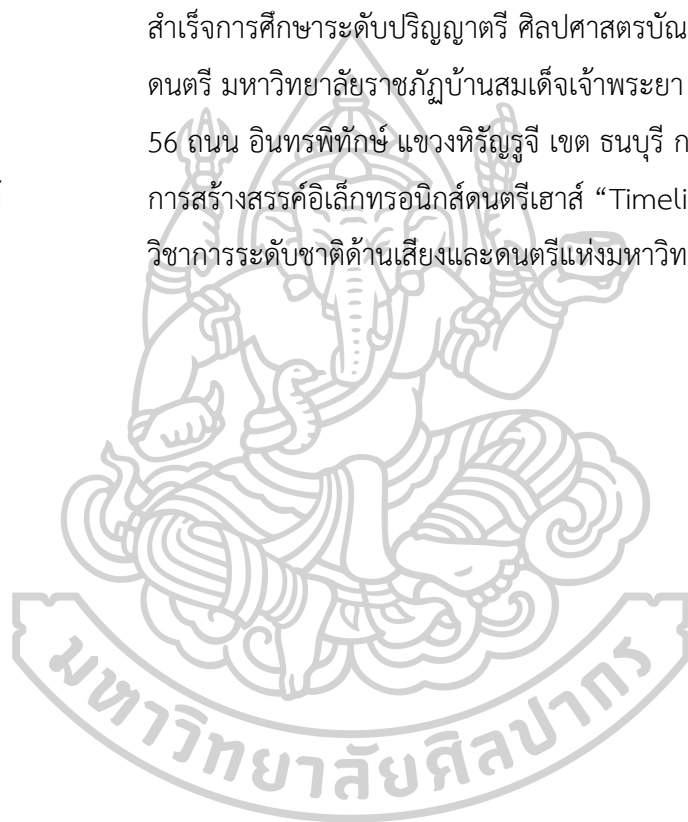 สำเร็จการศึกษาระดับปริญญาตรี ศิลปศาสตรบัณ
ดนตรี มหาวิทยาลัยราชภัฏบ้านสมเด็จเจ้าพระยา
56 ถนน อินทรพิทักษ์ แขวงหิรัญรูจี เขต ธนบุรี ก
การสร้างสรรค์อิเล็กทรอนิกส์ดนตรีเฮาส์ “Timeli
วิชาการระดับชาติด้านเสียงและดนตรีแห่งมหาวิท
มหาวิทยาลัยศิลปากร